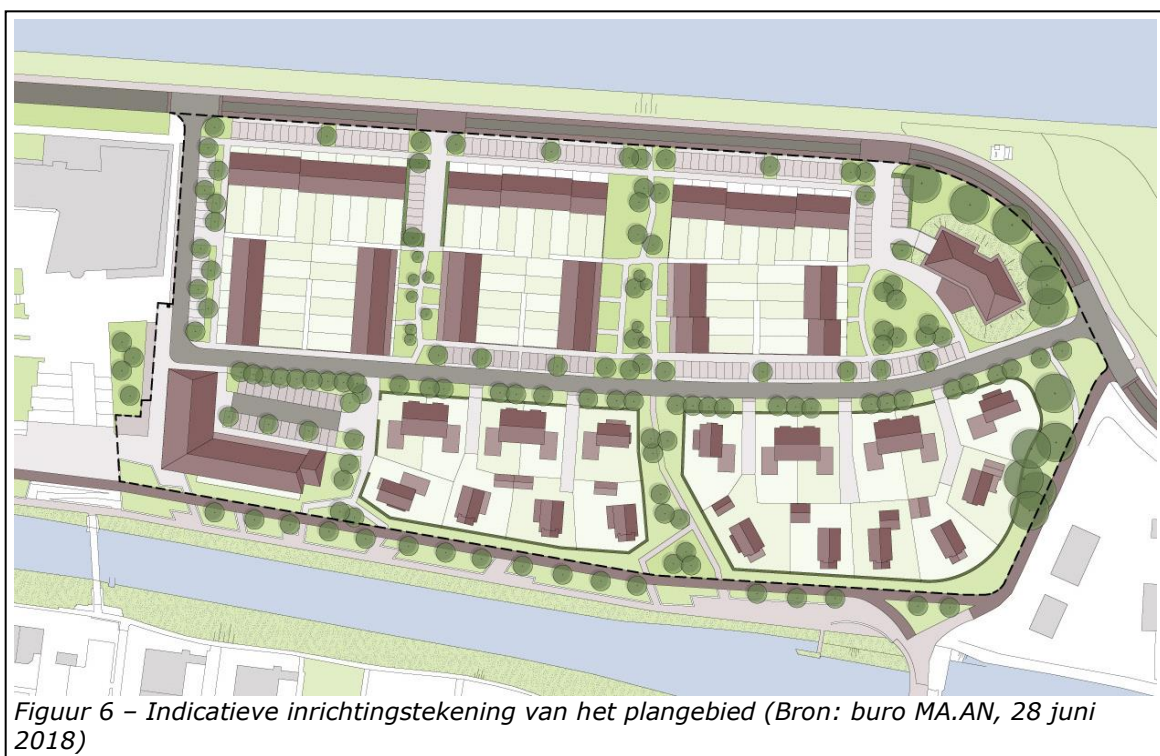 Figuur 6 – Indicatieve inrichtingstekening van het plangebied (Bron: buro MA.AN, 28 juni
2018)